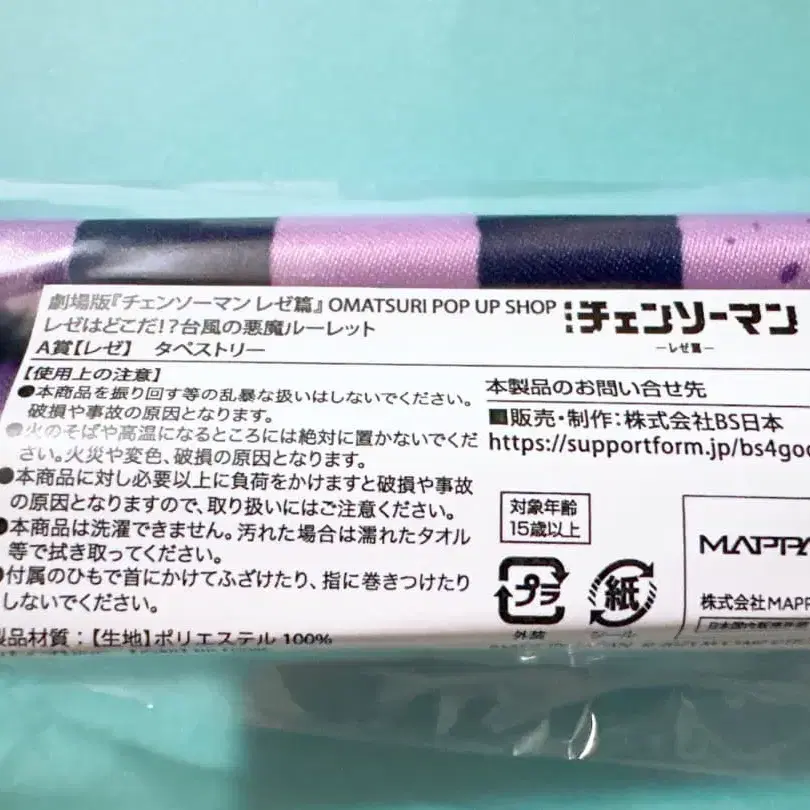 劇場版『チェンソーマン レゼ篇』 OMATSURI POP UP SHOP
レゼはどこだ!?台風の悪魔ルーレット
A賞【レゼ】 タペストリー
チェンソーマン
ーレゼ篇ー
【使用上の注意】
●本商品を振り回す等の乱暴な扱いはしないでください。
破損や事故の原因となります。
●火のそばや高温になるところには絶対に置かないでくだ
さい。火災や変色、破損の原因となります。
●本商品に対し必要以上に負荷をかけますと破損や事故
の原因となりますので、取り扱いにはご注意ください。
●本商品は洗濯できません。汚れた場合は濡れたタオル
等で拭き取ってください。
●付属のひもで首にかけてふざけたり、指に巻きつけたり
しないでください。
製品材質:【生地】ポリエステル 100%
本製品のお問い合せ先
■販売・制作:株式会社BS日本
https://supportform.jp/bs4goo
対象年齢
15歳以上
プラ
外装
紙
シール
MAPPA
株式会社MAPP